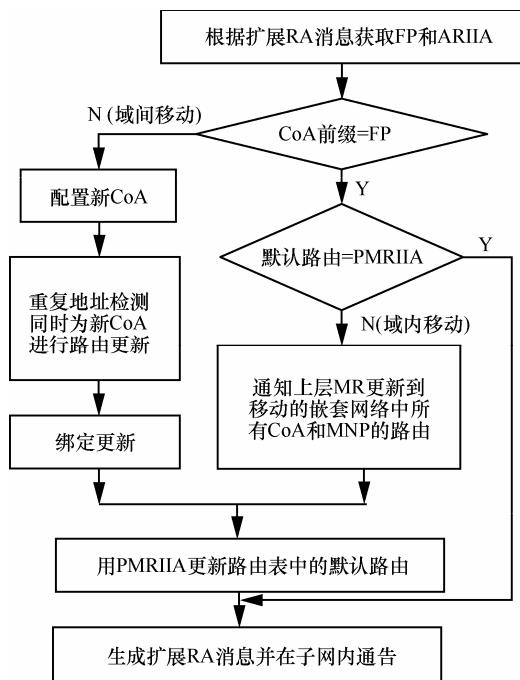 根据扩展RA消息获取FP和ARIIA
N (域间移动)
CoA前缀=FP
配置新CoA
Y
默认路由=PMRIIA
Y
重复地址检测
同时为新CoA
进行路由更新
N(域内移动)
通知上层MR更新到
移动的嵌套网络中所
有CoA和MNP的路由
绑定更新
用PMRIIA更新路由表中的默认路由
生成扩展RA消息并在子网内通告